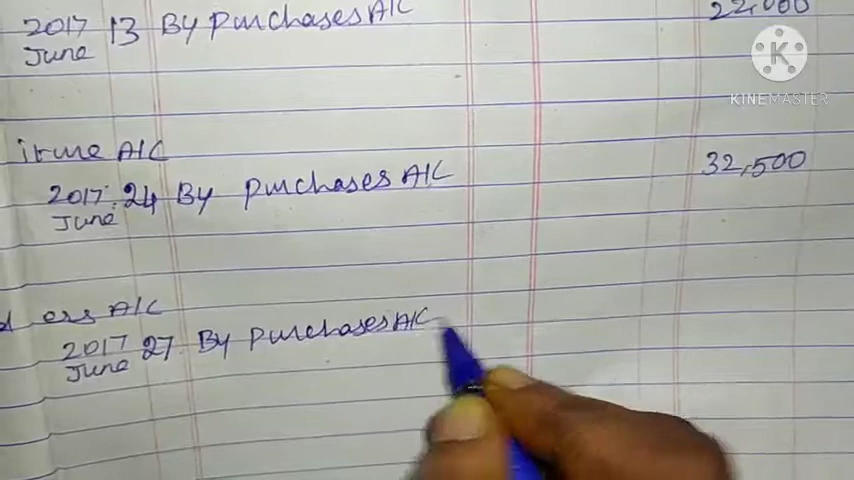 2017 13 By Purchases A/C 22,000
June
KINEMASTER
iture A/C
2017 24 By Purchases A/C 32,500
June
ers A/C
2017 27 By Purchases A/C
June